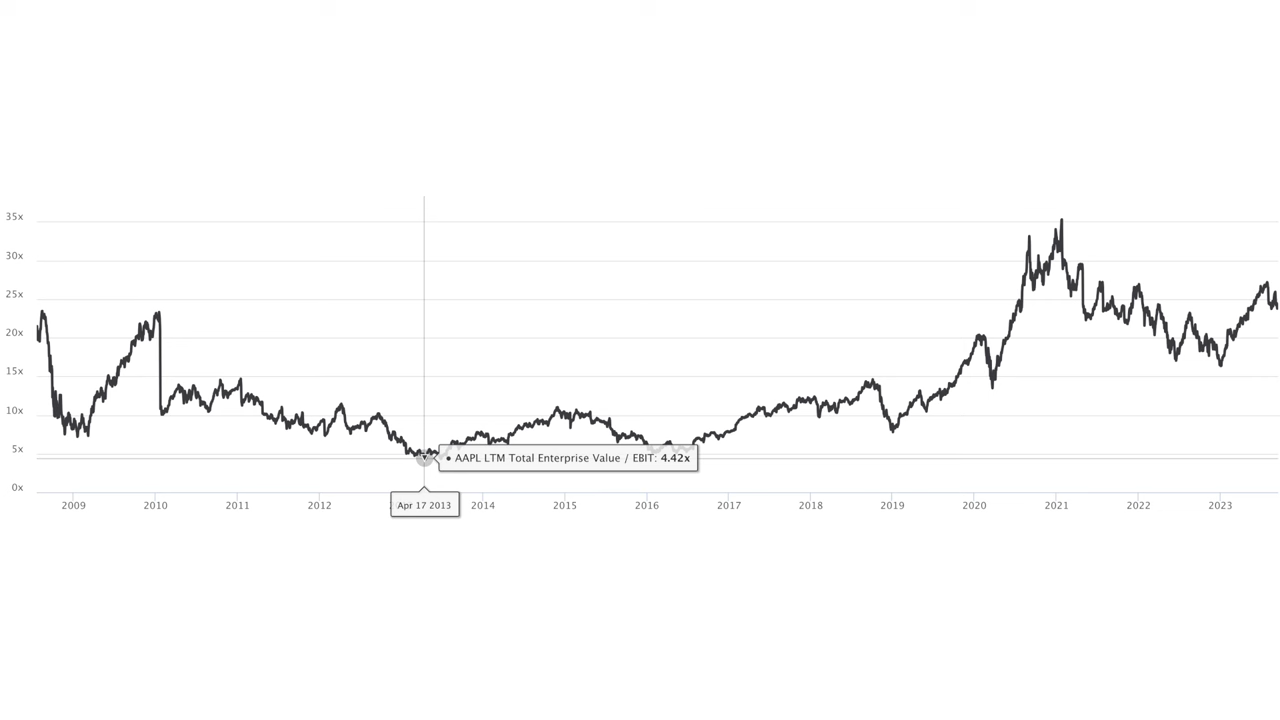 35x
30x
25x
20x
15x
10x
5x
• AAPL LTM Total Enterprise Value / EBIT: 4.42x
0x
2009 2010 2011 2012 Apr 17 2013 2014 2015 2016 2017 2018 2019 2020 2021 2022 2023